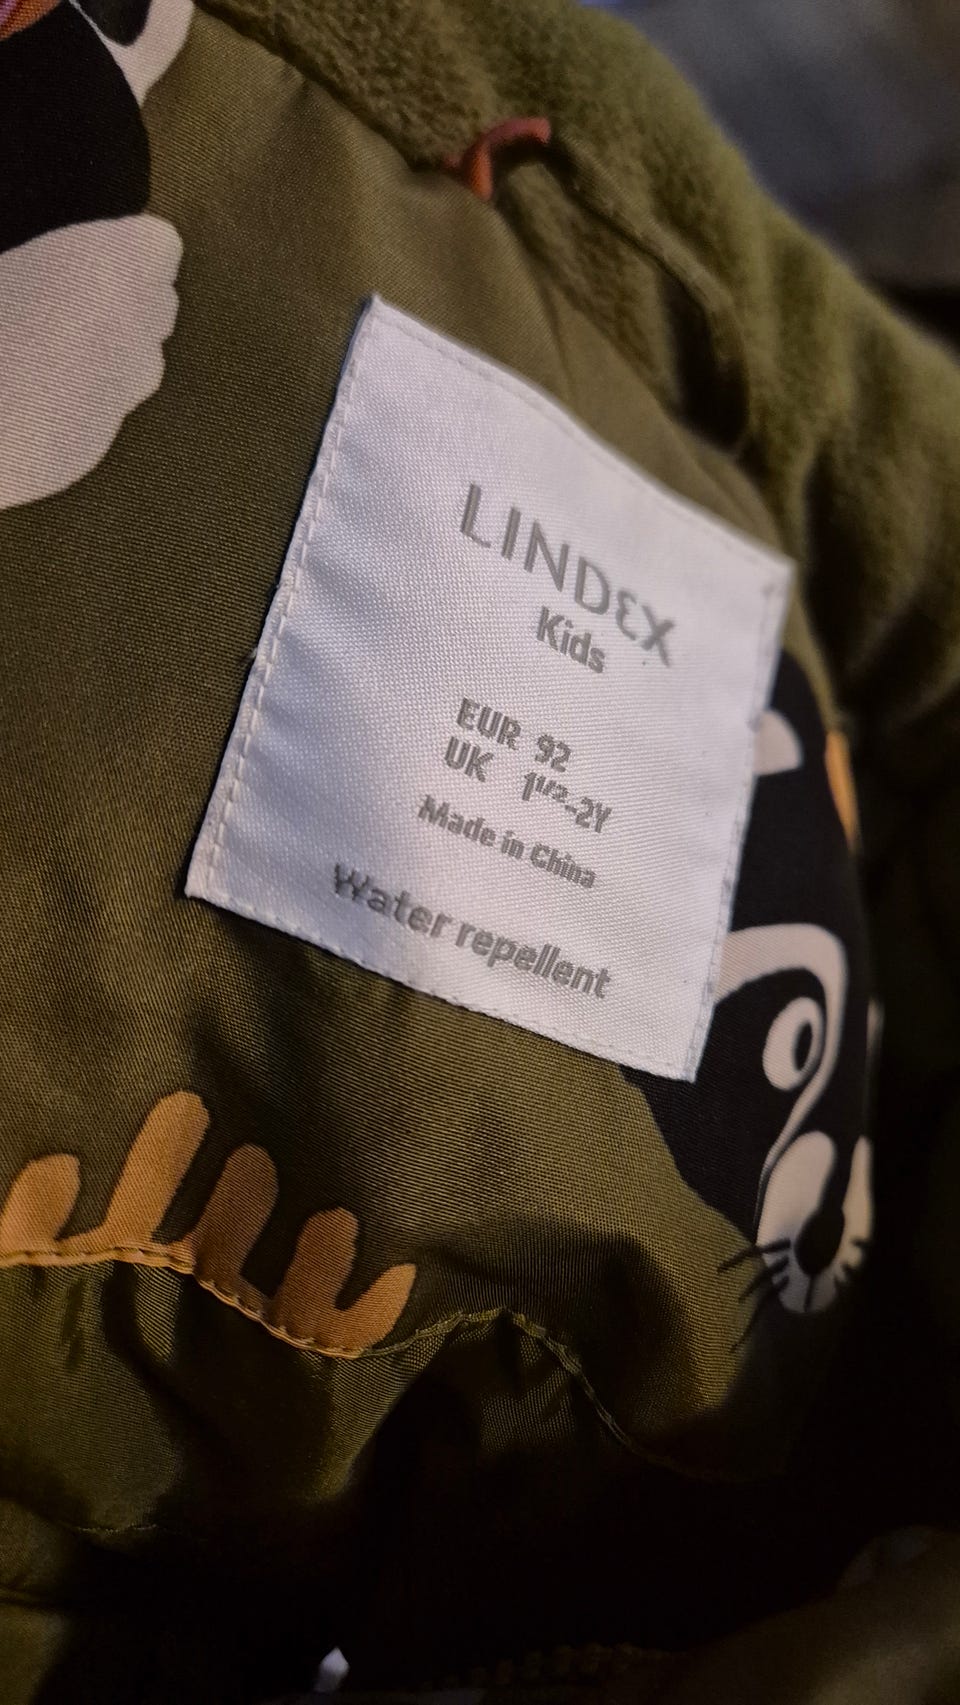 LINDEX
Kids
EUR 92
UK 1½-2Y
Made in China
Water repellent